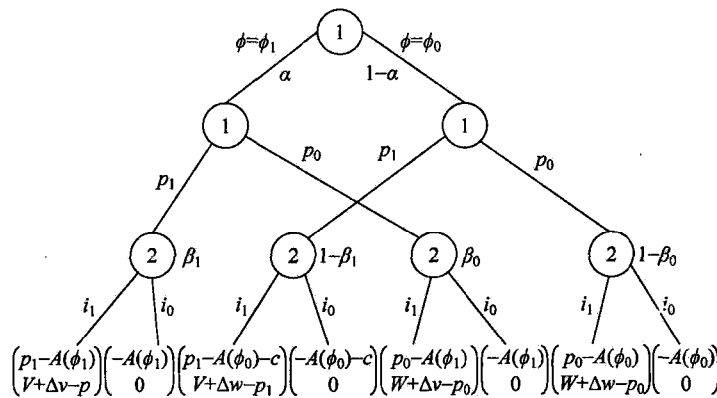 1
ϕ=ϕ₁ ϕ=ϕ₀
α 1−α
1 1
p₁ p₀ p₁ p₀
2 β₁ 2 1−β₁ 2 β₀ 2 1−β₀
i₁ i₀ i₁ i₀ i₁ i₀ i₁ i₀
(p₁−A(ϕ₁)) (−A(ϕ₁)) (p₁−A(ϕ₀)−c) (−A(ϕ₀)−c) (p₀−A(ϕ₁)) (−A(ϕ₁)) (p₀−A(ϕ₀)) (−A(ϕ₀))
V+Δv−p 0 V+Δw−p₁ 0 W+Δv−p₀ 0 W+Δw−p₀ 0